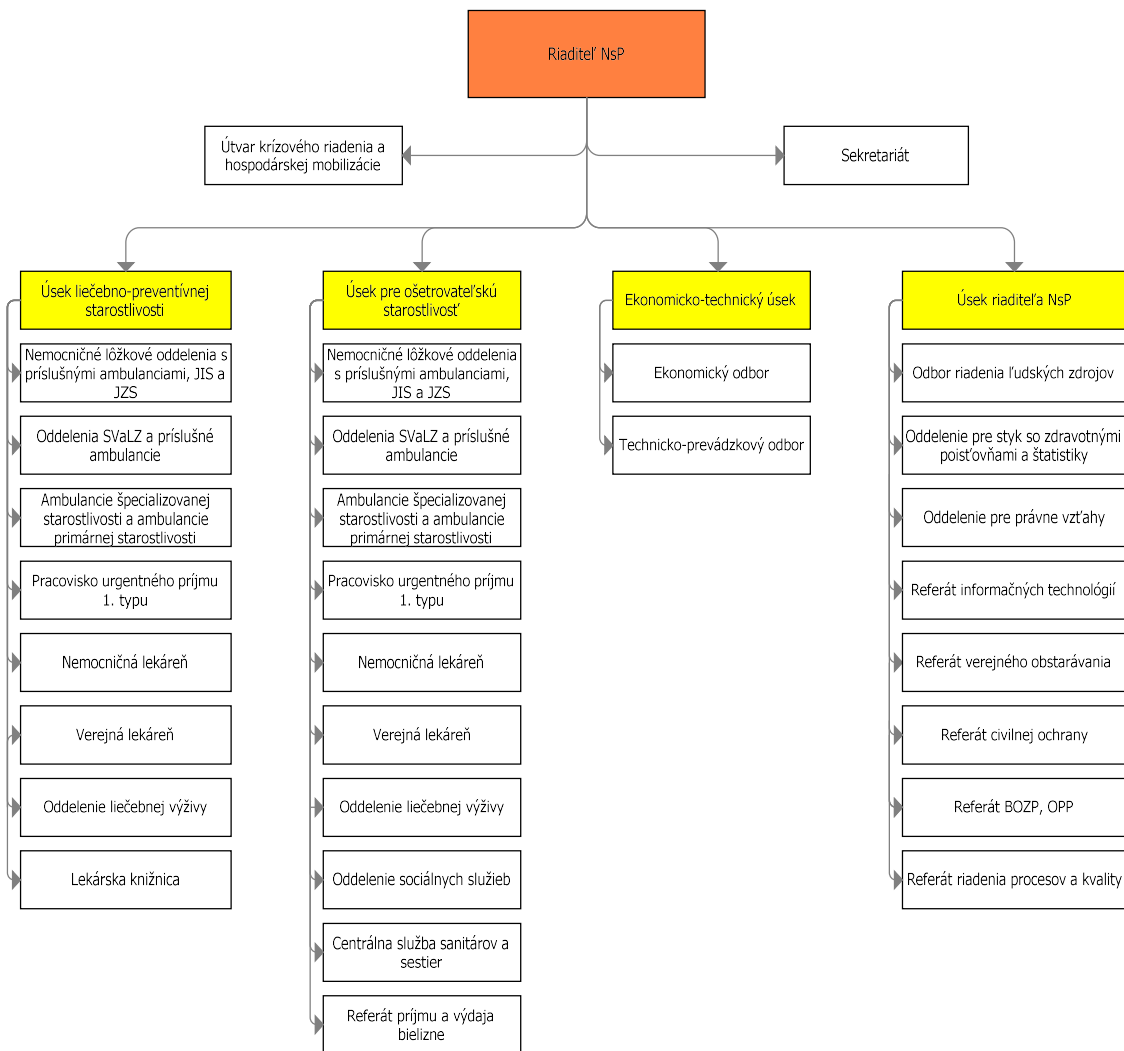 Riaditeľ NsP
Útvar krízového riadenia a
hospodárskej mobilizácie
Sekretariát
Úsek liečebno-preventívnej
starostlivosti
Nemocničné lôžkové oddelenia s
príslušnými ambulanciami, JIS a
JZS
Oddelenia SVaLZ a príslušné
ambulancie
Ambulancie špecializovanej
starostlivosti a ambulancie
primárnej starostlivosti
Pracovisko urgentného príjmu
1. typu
Nemocničná lekáreň
Verejná lekáreň
Oddelenie liečebnej výživy
Lekárska knižnica
Úsek pre ošetrovateľskú
starostlivosť
Nemocničné lôžkové oddelenia
s príslušnými ambulanciami,
JIS a JZS
Oddelenia SVaLZ a príslušné
ambulancie
Ambulancie špecializovanej
starostlivosti a ambulancie
primárnej starostlivosti
Pracovisko urgentného príjmu
1. typu
Nemocničná lekáreň
Verejná lekáreň
Oddelenie liečebnej výživy
Oddelenie sociálnych služieb
Centrálna služba sanitárov a
sestier
Referát príjmu a výdaja
bielizne
Ekonomicko-technický úsek
Ekonomický odbor
Technicko-prevádzkový odbor
Úsek riaditeľa NsP
Odbor riadenia ľudských zdrojov
Oddelenie pre styk so zdravotnými
poisťovňami a štatistiky
Oddelenie pre právne vzťahy
Referát informačných technológií
Referát verejného obstarávania
Referát civilnej ochrany
Referát BOZP, OPP
Referát riadenia procesov a kvality